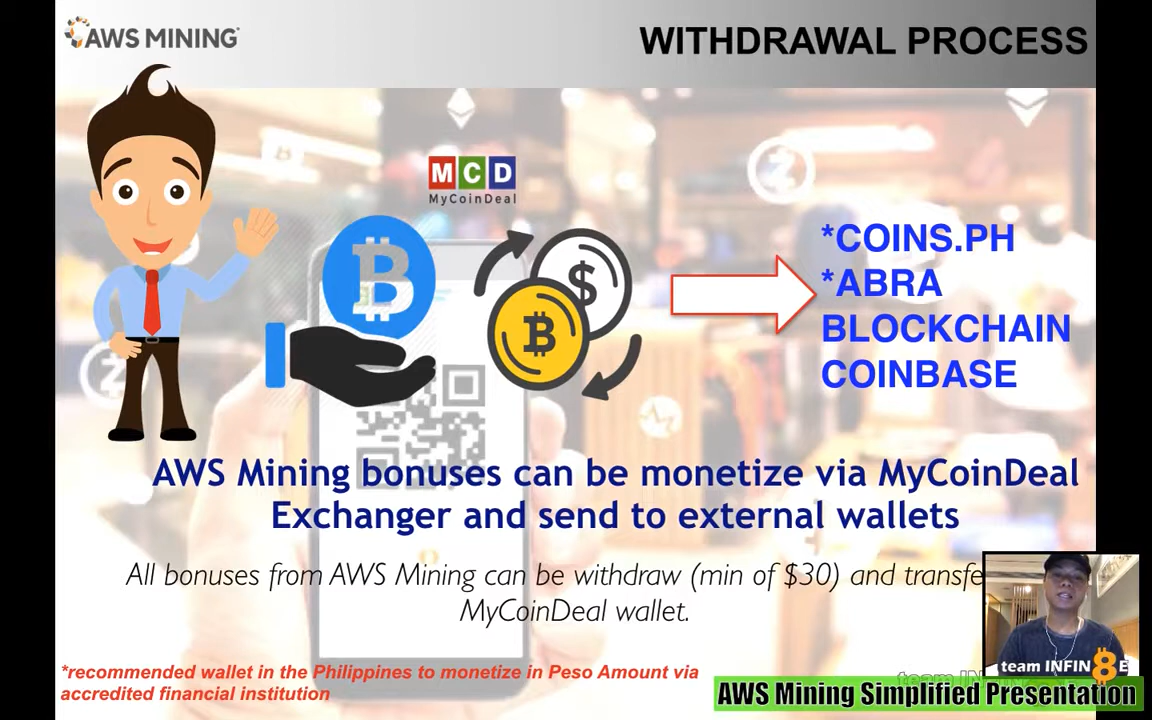 AWS MINING
WITHDRAWAL PROCESS
MCD
MyCoinDeal
*COINS.PH
*ABRA
BLOCKCHAIN
COINBASE
AWS Mining bonuses can be monetize via MyCoinDeal
Exchanger and send to external wallets
All bonuses from AWS Mining can be withdraw (min of $30) and transfe
MyCoinDeal wallet.
*recommended wallet in the Philippines to monetize in Peso Amount via
accredited financial institution
team INFIN8E
AWS Mining Simplified Presentation